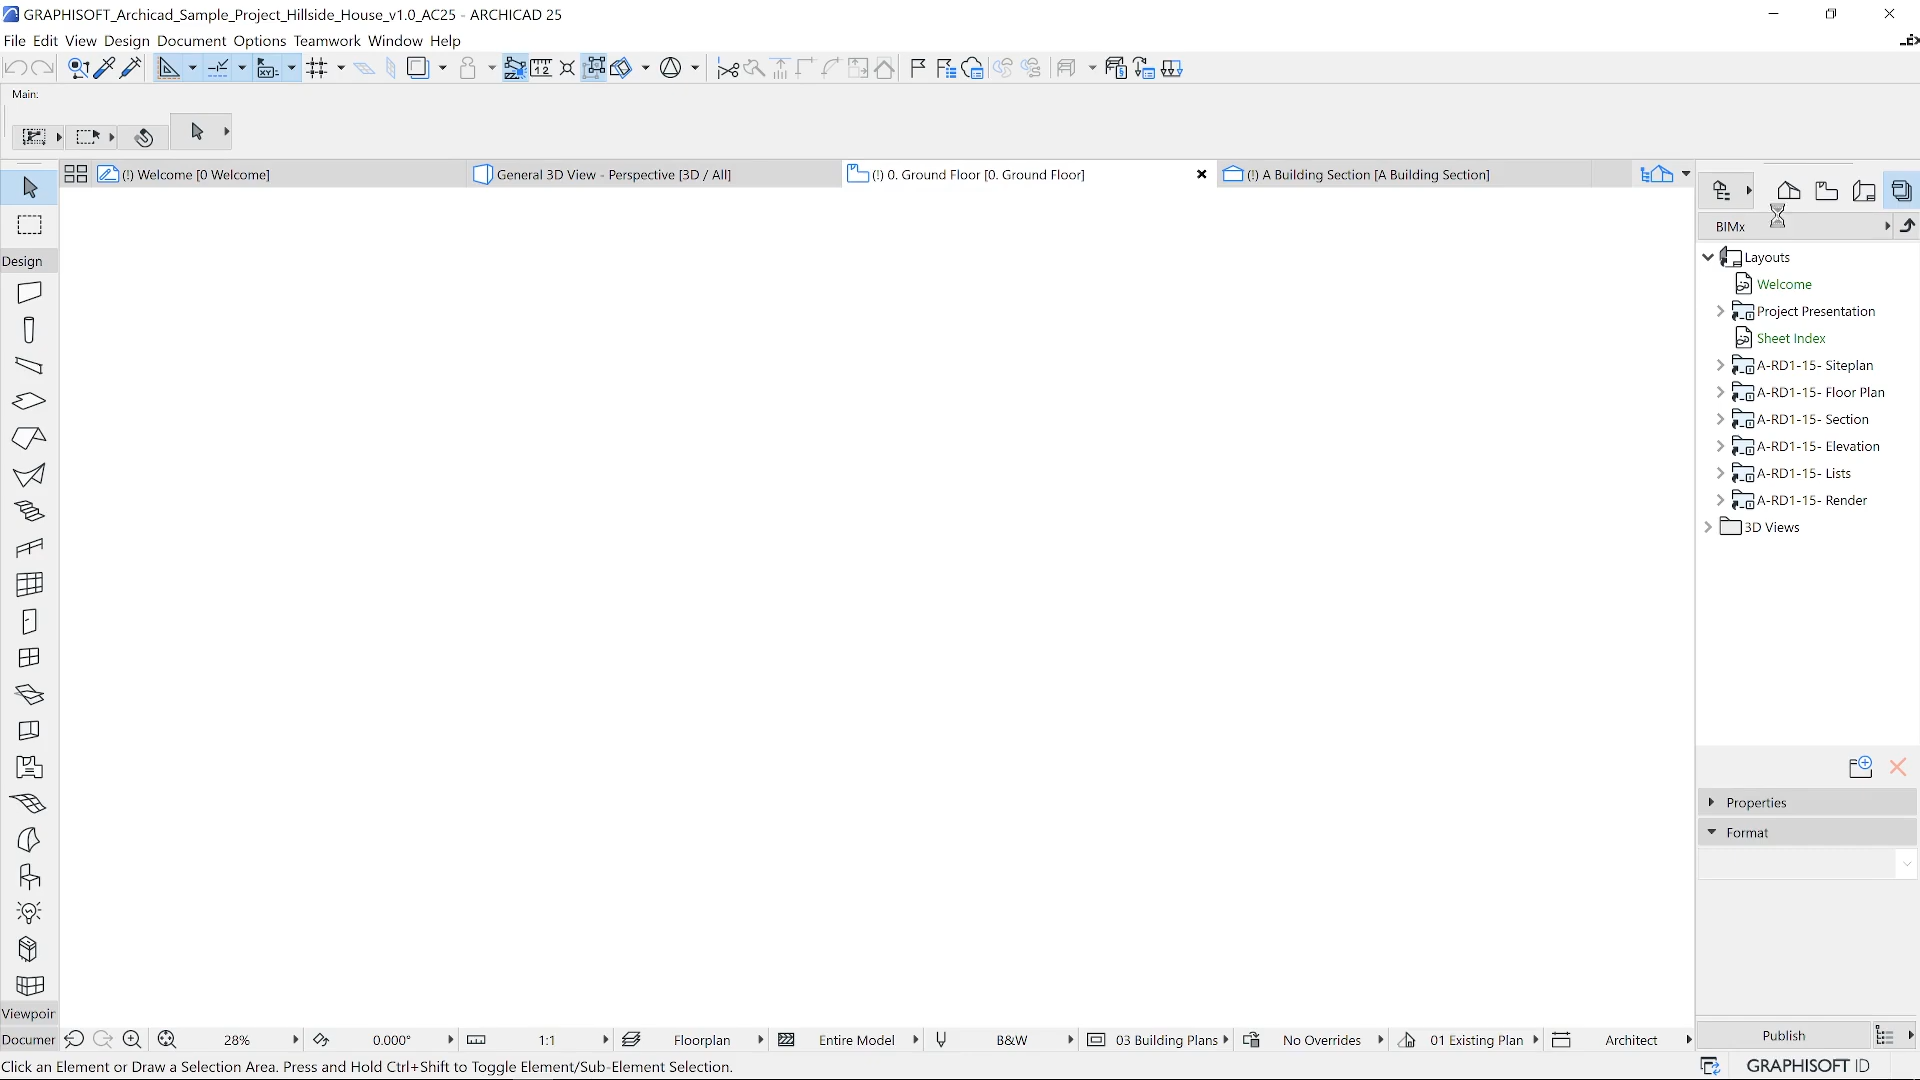 GRAPHISOFT_Archicad_Sample_Project_Hillside_House_v1.0_AC25 - ARCHICAD 25
File Edit View Design Document Options Teamwork Window Help
Main:
(!) Welcome [0 Welcome]
General 3D View - Perspective [3D / All]
(!) 0. Ground Floor [0. Ground Floor]
(!) A Building Section [A Building Section]
BIMx
Layouts
Welcome
Project Presentation
Sheet Index
A-RD1-15- Siteplan
A-RD1-15- Floor Plan
A-RD1-15- Section
A-RD1-15- Elevation
A-RD1-15- Lists
A-RD1-15- Render
3D Views
Design
Properties
Format
Viewpoir
Documer
28%
0.000°
1:1
Floorplan
Entire Model
B&W
03 Building Plans
No Overrides
01 Existing Plan
Architect
Publish
Click an Element or Draw a Selection Area. Press and Hold Ctrl+Shift to Toggle Element/Sub-Element Selection.
GRAPHISOFT ID